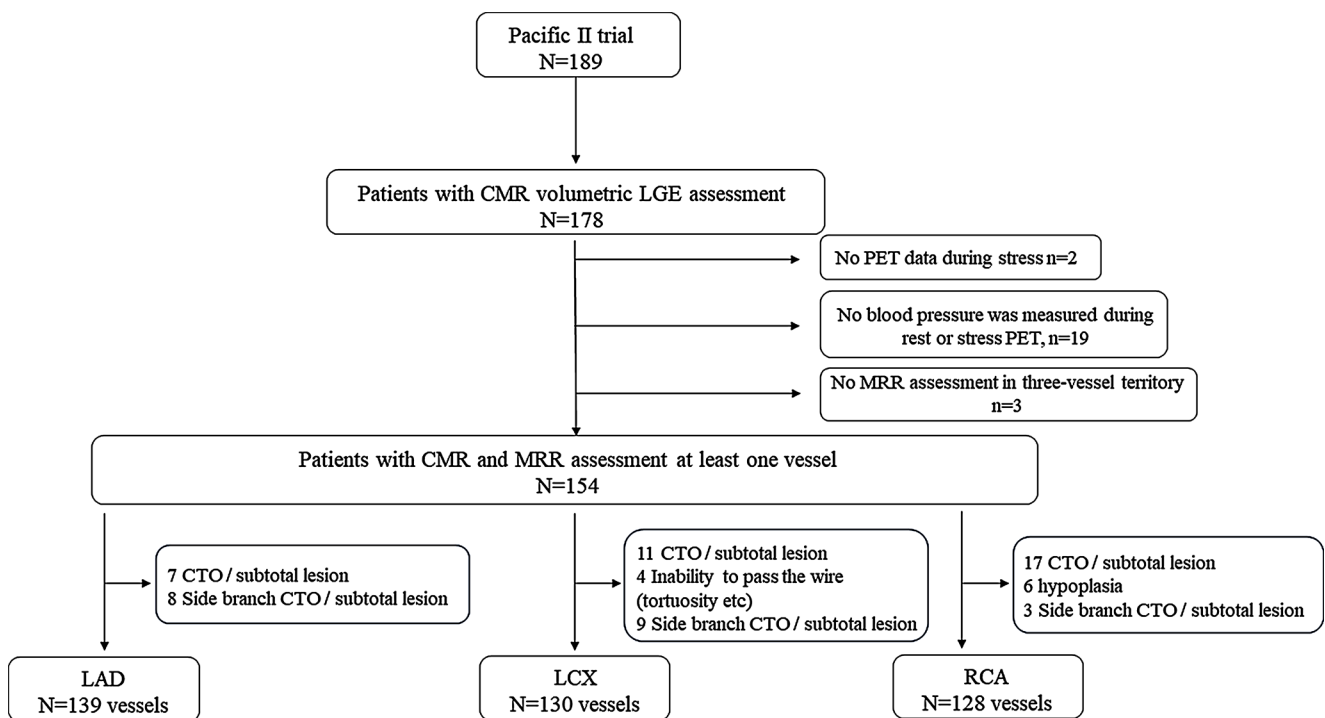 Pacific II trial
N=189
Patients with CMR volumetric LGE assessment
N=178
No PET data during stress n=2
No blood pressure was measured during
rest or stress PET, n=19
No MRR assessment in three-vessel territory
n=3
Patients with CMR and MRR assessment at least one vessel
N=154
7 CTO / subtotal lesion
8 Side branch CTO / subtotal lesion
11 CTO / subtotal lesion
4 Inability to pass the wire
(tortuosity etc)
9 Side branch CTO / subtotal lesion
17 CTO / subtotal lesion
6 hypoplasia
3 Side branch CTO / subtotal lesion
LAD
N=139 vessels
LCX
N=130 vessels
RCA
N=128 vessels